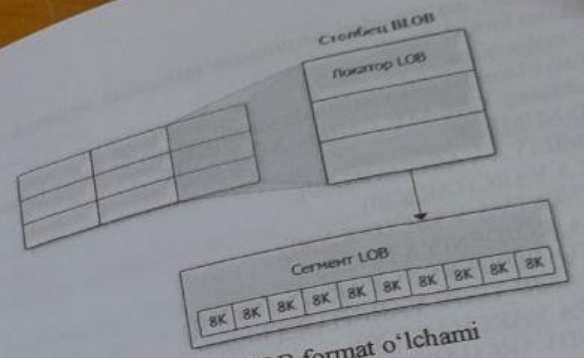 Столбец BLOB
Локатор LOB
Сегмент LOB
8K 8K 8K 8K 8K 8K 8K 8K 8K 8K
format o‘lchami